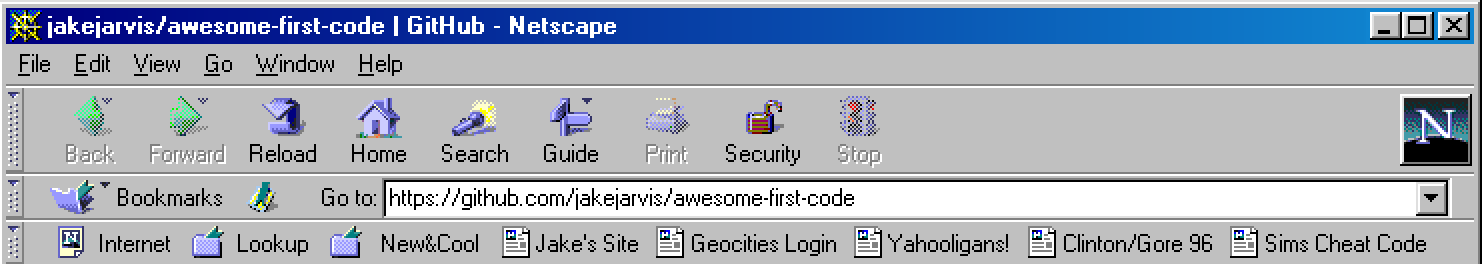 jakejarvis/awesome-first-code | GitHub - Netscape
File Edit View Go Window Help
Back Forward Reload Home Search Guide Print Security Stop N
Bookmarks Go to: https://github.com/jakejarvis/awesome-first-code
Internet Lookup New&Cool Jake's Site Geocities Login Yahooligans! Clinton/Gore 96 Sims Cheat Code